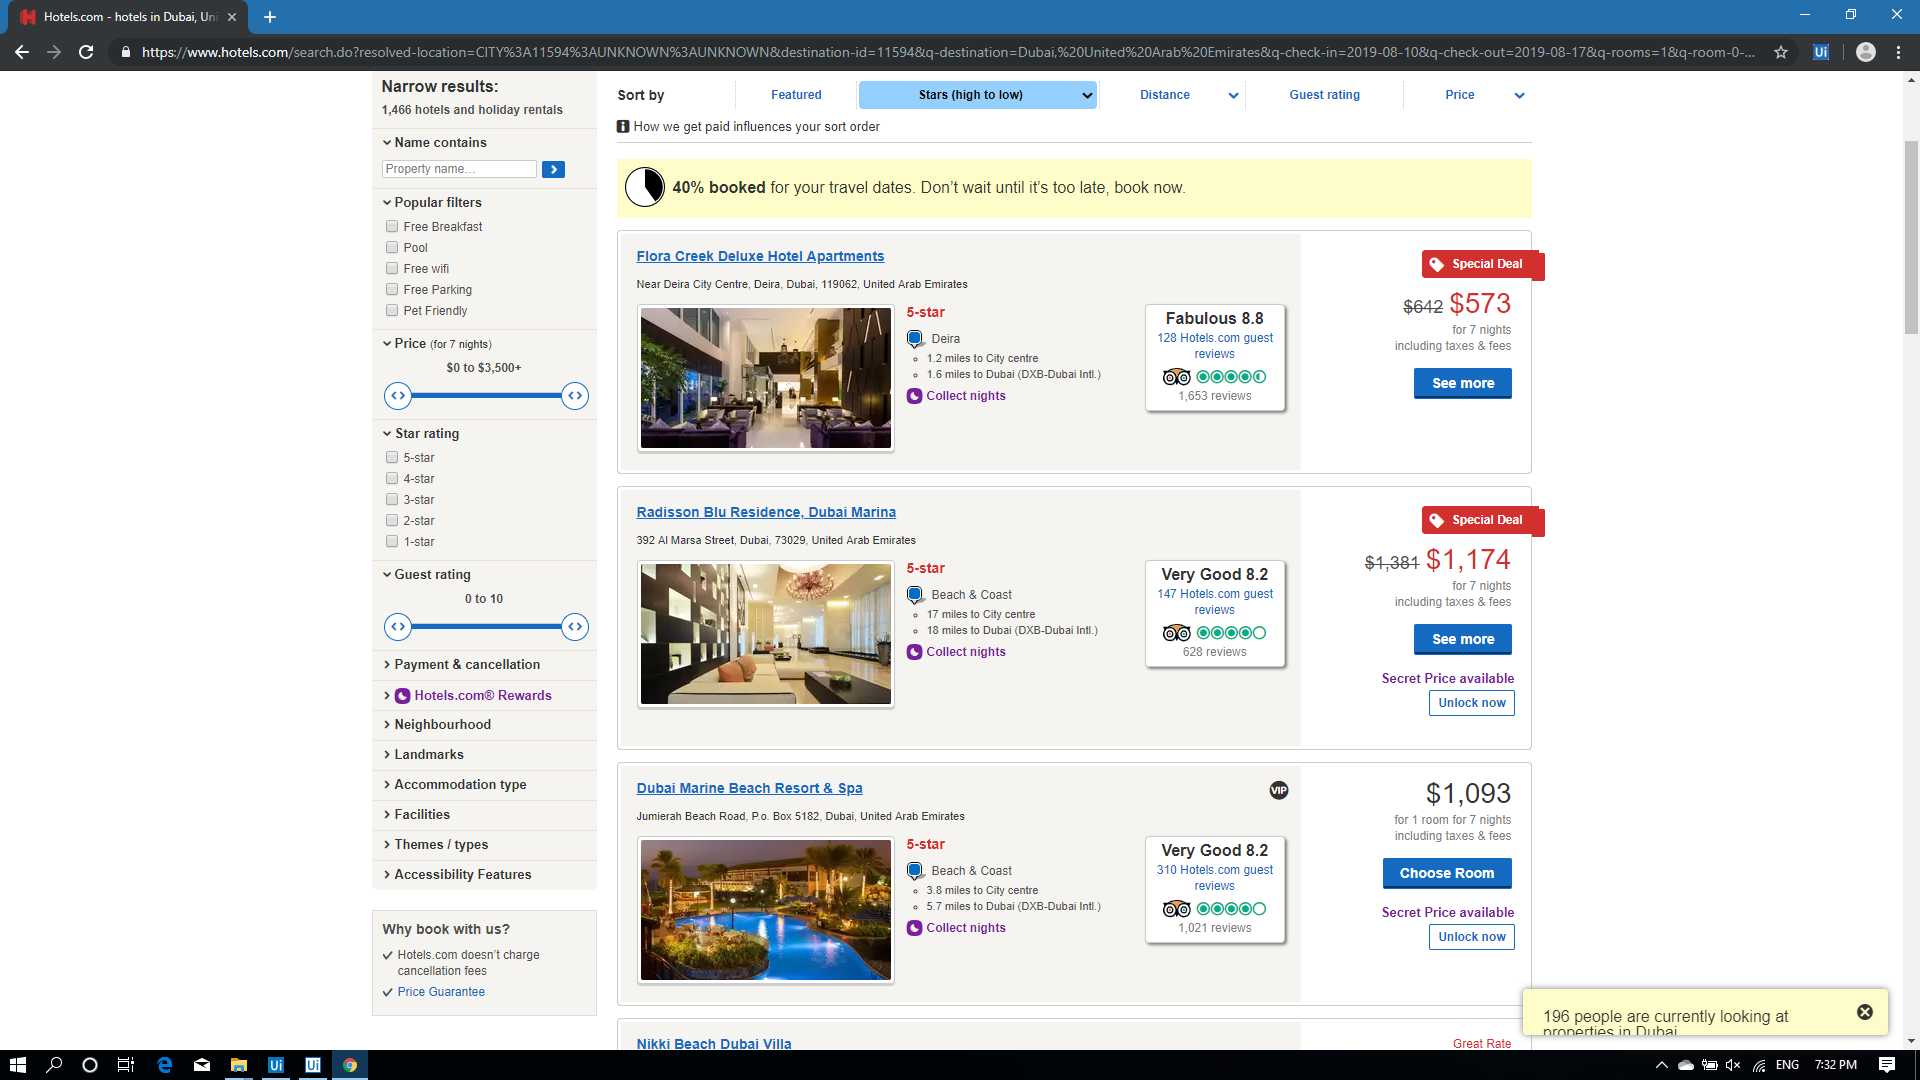 Hotels.com - hotels in Dubai, Uni
https://www.hotels.com/search.do?resolved-location=CITY%3A11594%3AUNKNOWN%3AUNKNOWN&destination-id=11594&q-destination=Dubai,%20United%20Arab%20Emirates&q-check-in=2019-08-10&q-check-out=2019-08-17&q-rooms=1&q-room-0-...
Ui
Narrow results:
1,466 hotels and holiday rentals
Name contains
Property name...
Popular filters
Free Breakfast
Pool
Free wifi
Free Parking
Pet Friendly
Price (for 7 nights)
$0 to $3,500+
Star rating
5-star
4-star
3-star
2-star
1-star
Guest rating
0 to 10
Payment & cancellation
Hotels.com® Rewards
Neighbourhood
Landmarks
Accommodation type
Facilities
Themes / types
Accessibility Features
Why book with us?
Hotels.com doesn't charge
cancellation fees
Price Guarantee
Sort by
Featured
Stars (high to low)
Distance
Guest rating
Price
How we get paid influences your sort order
40% booked for your travel dates. Don't wait until it's too late, book now.
Flora Creek Deluxe Hotel Apartments
Near Deira City Centre, Deira, Dubai, 119062, United Arab Emirates
5-star
Deira
1.2 miles to City centre
1.6 miles to Dubai (DXB-Dubai Intl.)
Collect nights
Fabulous 8.8
128 Hotels.com guest
reviews
1,653 reviews
Special Deal
$642 $573
for 7 nights
including taxes & fees
See more
Radisson Blu Residence, Dubai Marina
392 Al Marsa Street, Dubai, 73029, United Arab Emirates
5-star
Beach & Coast
17 miles to City centre
18 miles to Dubai (DXB-Dubai Intl.)
Collect nights
Very Good 8.2
147 Hotels.com guest
reviews
628 reviews
Special Deal
$1,381 $1,174
for 7 nights
including taxes & fees
See more
Secret Price available
Unlock now
Dubai Marine Beach Resort & Spa
VIP
Jumierah Beach Road, P.o. Box 5182, Dubai, United Arab Emirates
5-star
Beach & Coast
3.8 miles to City centre
5.7 miles to Dubai (DXB-Dubai Intl.)
Collect nights
Very Good 8.2
310 Hotels.com guest
reviews
1,021 reviews
$1,093
for 1 room for 7 nights
including taxes & fees
Choose Room
Secret Price available
Unlock now
Nikki Beach Dubai Villa
Great Rate
196 people are currently looking at
properties in Dubai
Ui
Ui
ENG
7:32 PM